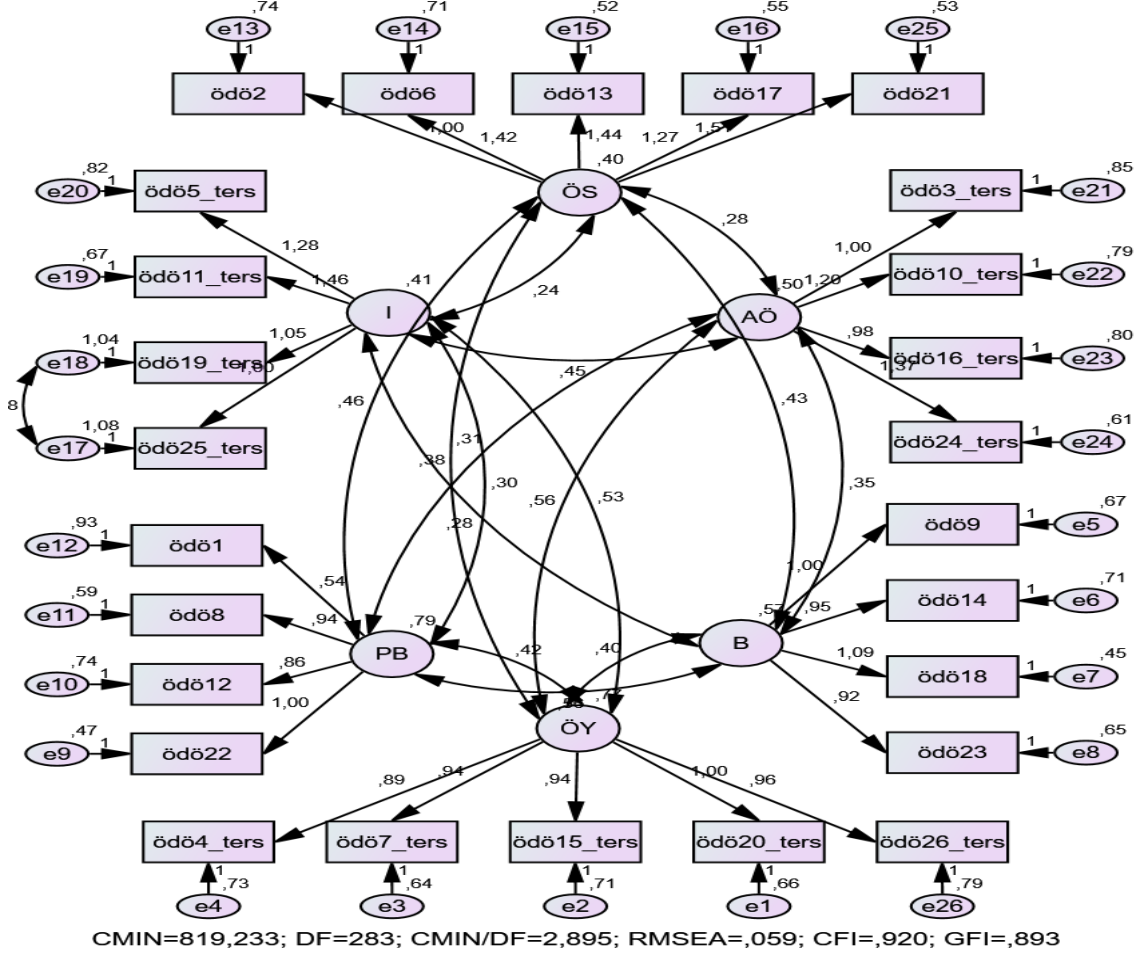 ,74 ,71 ,52 ,55 ,53
e13 e14 e15 e16 e25
1 1 1 1 1
ödö2 ödö6 ödö13 ödö17 ödö21
1,00 1,42 1,44 1,27
,40
ÖS
,82 ,85
e20 1 ödö5_ters ödö3_ters 1 e21
,28
1,28 1,00
,67 ,79
e19 1 ödö11_ters ödö10_ters 1 e22
1,46 ,41 ,24 ,50 1,20
I AÖ
1,04 1,05 ,98 ,80
e18 1 ödö19_ters ödö16_ters 1 e23
,45 1,37
8 ,46 ,43
1,08 ,61
e17 1 ödö25_ters ödö24_ters 1 e24
,31
,38 ,30 ,56 ,53 ,35
,28
,93 ,67
e12 1 ödö1 ödö9 1 e5
,54 1,00
,59 ,71
e11 1 ödö8 ödö14 1 e6
,94 ,79 ,57 ,95
PB B
,42 ,40
,74 ,86 1,09 ,45
e10 1 ödö12 ödö18 1 e7
1,00 ,92
,47 ,65
e9 1 ödö22 ödö23 1 e8
ÖY
,89 ,94 ,94 1,00 ,96
ödö4_ters ödö7_ters ödö15_ters ödö20_ters ödö26_ters
1 1 1 1 1
,73 ,64 ,71 ,66 ,79
e4 e3 e2 e1 e26
CMIN=819,233; DF=283; CMIN/DF=2,895; RMSEA=,059; CFI=,920; GFI=,893